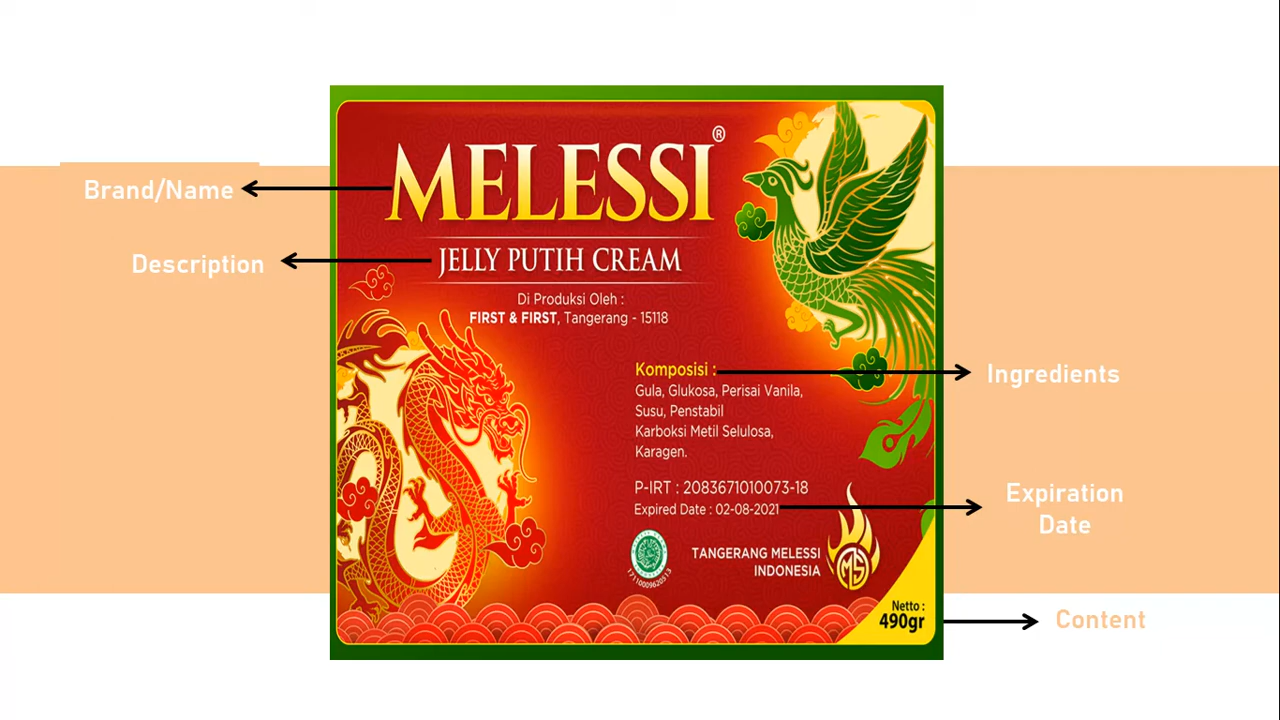 MELESSI®
Brand/Name
JELLY PUTIH CREAM
Description
Di Produksi Oleh :
FIRST & FIRST, Tangerang - 15118
Komposisi :
Ingredients
Gula, Glukosa, Perisai Vanila,
Susu, Penstabil
Karboksi Metil Selulosa,
Karagen.
P-IRT : 2083671010073-18
Expired Date : 02-08-2021
Expiration
Date
TANGERANG MELESSI
INDONESIA
MS
17110009620513
Netto :
490gr
Content